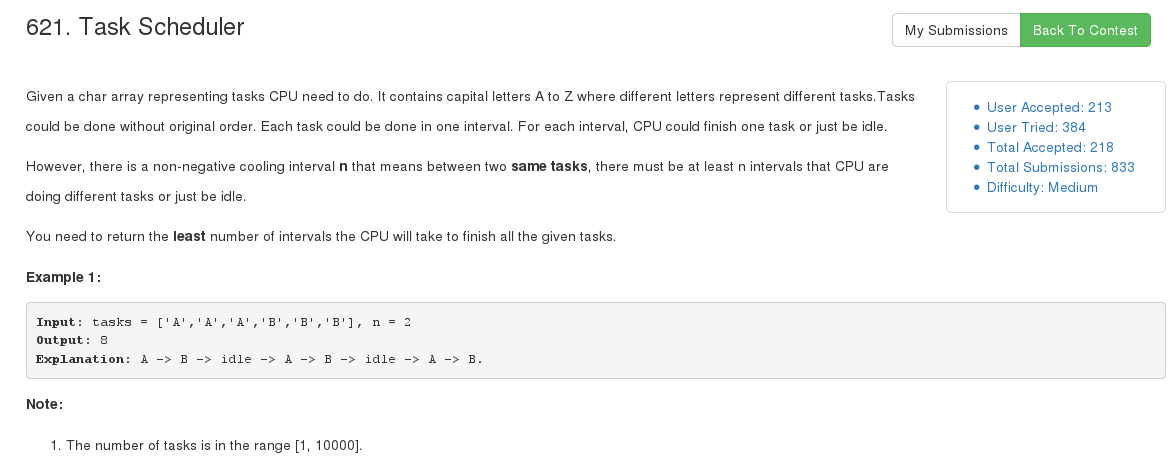 621. Task Scheduler
My Submissions
Back To Contest
Given a char array representing tasks CPU need to do. It contains capital letters A to Z where different letters represent different tasks.Tasks
could be done without original order. Each task could be done in one interval. For each interval, CPU could finish one task or just be idle.
However, there is a non-negative cooling interval n that means between two same tasks, there must be at least n intervals that CPU are
doing different tasks or just be idle.
You need to return the least number of intervals the CPU will take to finish all the given tasks.
• User Accepted: 213
• User Tried: 384
• Total Accepted: 218
• Total Submissions: 833
• Difficulty: Medium
Example 1:
Input: tasks = ['A','A','A','B','B','B'], n = 2
Output: 8
Explanation: A -> B -> idle -> A -> B -> idle -> A -> B.
Note:
1. The number of tasks is in the range [1, 10000].